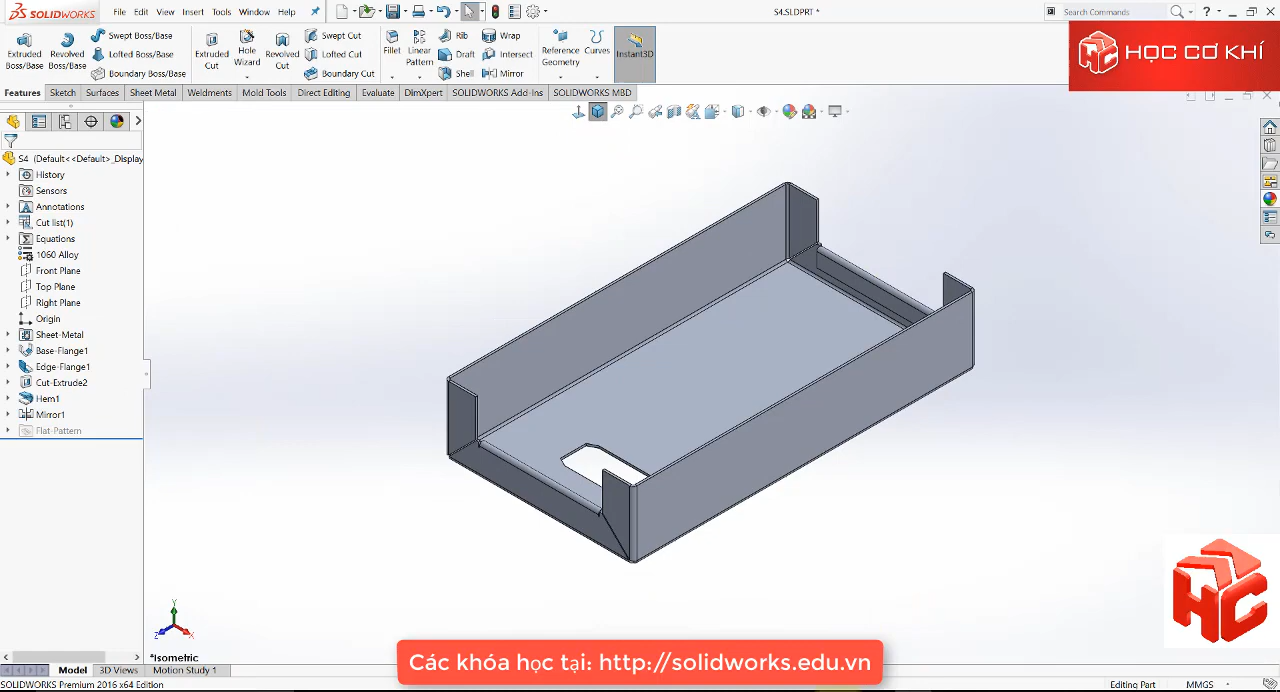 SOLIDWORKS
File Edit View Insert Tools Window Help
S4.SLDPRT *
Search Commands
Extruded Boss/Base
Revolved Boss/Base
Swept Boss/Base
Lofted Boss/Base
Boundary Boss/Base
Extruded Cut
Hole Wizard
Revolved Cut
Swept Cut
Lofted Cut
Boundary Cut
Fillet
Linear Pattern
Rib
Draft
Shell
Wrap
Intersect
Mirror
Reference Geometry
Curves
Instant3D
HỌC CƠ KHÍ
Features Sketch Surfaces Sheet Metal Weldments Mold Tools Direct Editing Evaluate DimXpert SOLIDWORKS Add-Ins SOLIDWORKS MBD
S4 (Default<<Default>_Display
History
Sensors
Annotations
Cut list(1)
Equations
1060 Alloy
Front Plane
Top Plane
Right Plane
Origin
Sheet-Metal
Base-Flange1
Edge-Flange1
Cut-Extrude2
Hem1
Mirror1
Flat-Pattern
Y
Z
X
*Isometric
HC
Các khóa học tại: http://solidworks.edu.vn
Model 3D Views Motion Study 1
SOLIDWORKS Premium 2016 x64 Edition
Editing Part MMGS